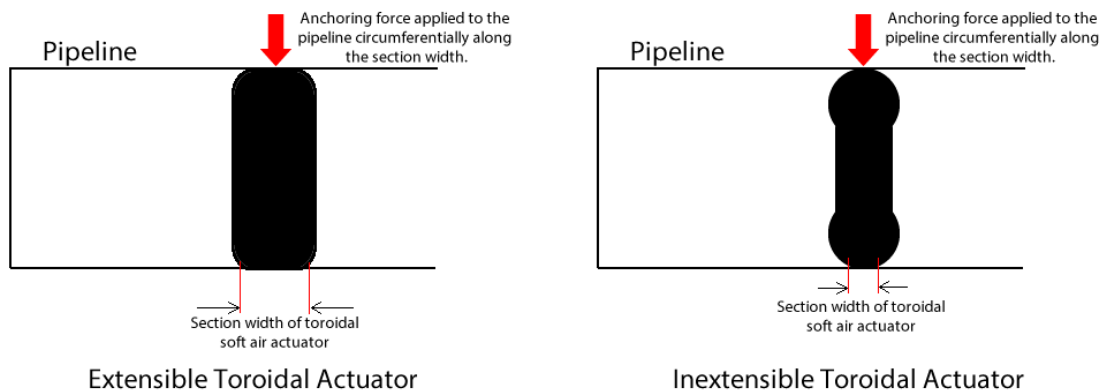 Pipeline
Anchoring force applied to the
pipeline circumferentially along
the section width.
Section width of toroidal
soft air actuator
Extensible Toroidal Actuator
Pipeline
Anchoring force applied to the
pipeline circumferentially along
the section width.
Section width of toroidal
soft air actuator
Inextensible Toroidal Actuator